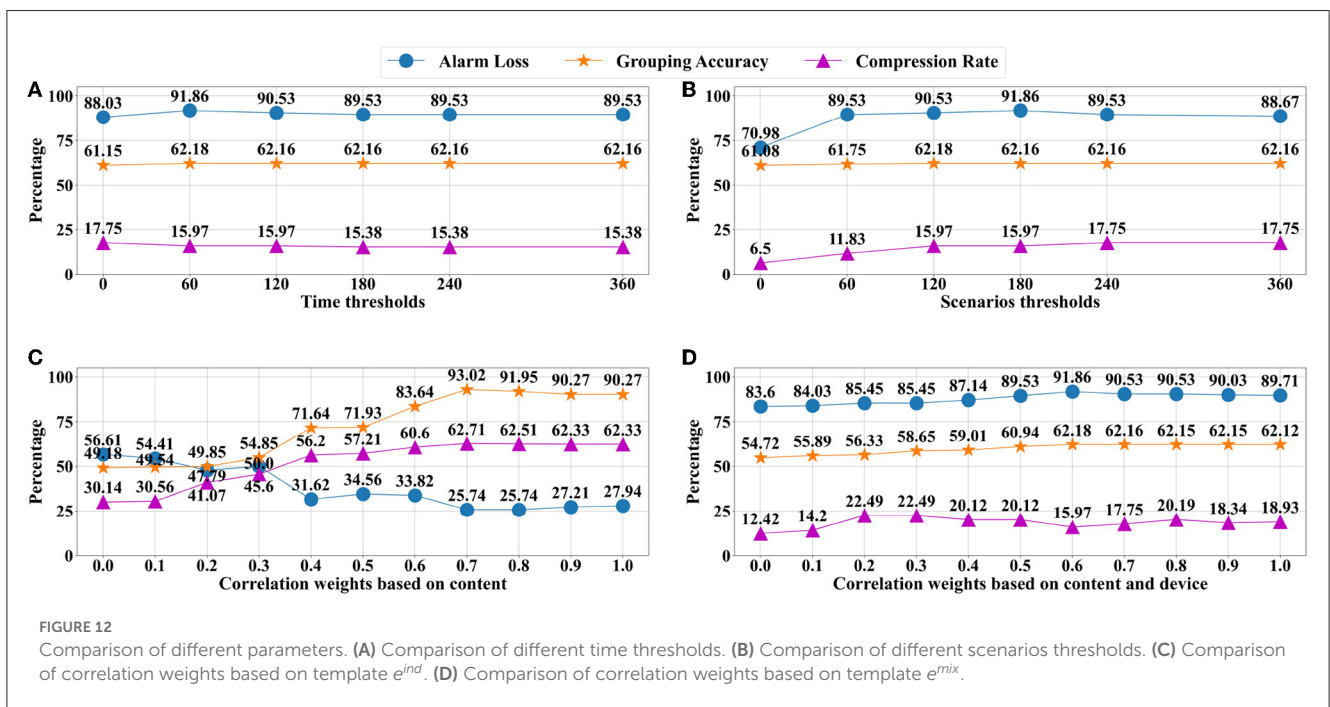 Alarm Loss Grouping Accuracy Compression Rate
A
100
75
50
25
0
Percentage
88.03 91.86 90.53 89.53 89.53 89.53
61.15 62.18 62.16 62.16 62.16 62.16
17.75 15.97 15.97 15.38 15.38 15.38
0 60 120 180 240 360
Time thresholds
B
100
75
50
25
0
Percentage
70.98 89.53 90.53 91.86 89.53 88.67
61.08 61.75 62.18 62.16 62.16 62.16
6.5 11.83 15.97 15.97 17.75 17.75
0 60 120 180 240 360
Scenarios thresholds
C
100
75
50
25
0
Percentage
56.61 54.41 47.79 50.0 31.62 34.56 33.82 25.74 25.74 27.21 27.94
49.18 49.54 49.85 54.85 71.64 71.93 83.64 93.02 91.95 90.27 90.27
30.14 30.56 41.07 45.6 56.2 57.21 60.6 62.71 62.51 62.33 62.33
0.0 0.1 0.2 0.3 0.4 0.5 0.6 0.7 0.8 0.9 1.0
Correlation weights based on content
D
100
75
50
25
0
Percentage
83.6 84.03 85.45 85.45 87.14 89.53 91.86 90.53 90.53 90.03 89.71
54.72 55.89 56.33 58.65 59.01 60.94 62.18 62.16 62.15 62.15 62.12
12.42 14.2 22.49 22.49 20.12 20.12 15.97 17.75 20.19 18.34 18.93
0.0 0.1 0.2 0.3 0.4 0.5 0.6 0.7 0.8 0.9 1.0
Correlation weights based on content and device
FIGURE 12
Comparison of different parameters. (A) Comparison of different time thresholds. (B) Comparison of different scenarios thresholds. (C) Comparison
of correlation weights based on template e^ind. (D) Comparison of correlation weights based on template e^mix.